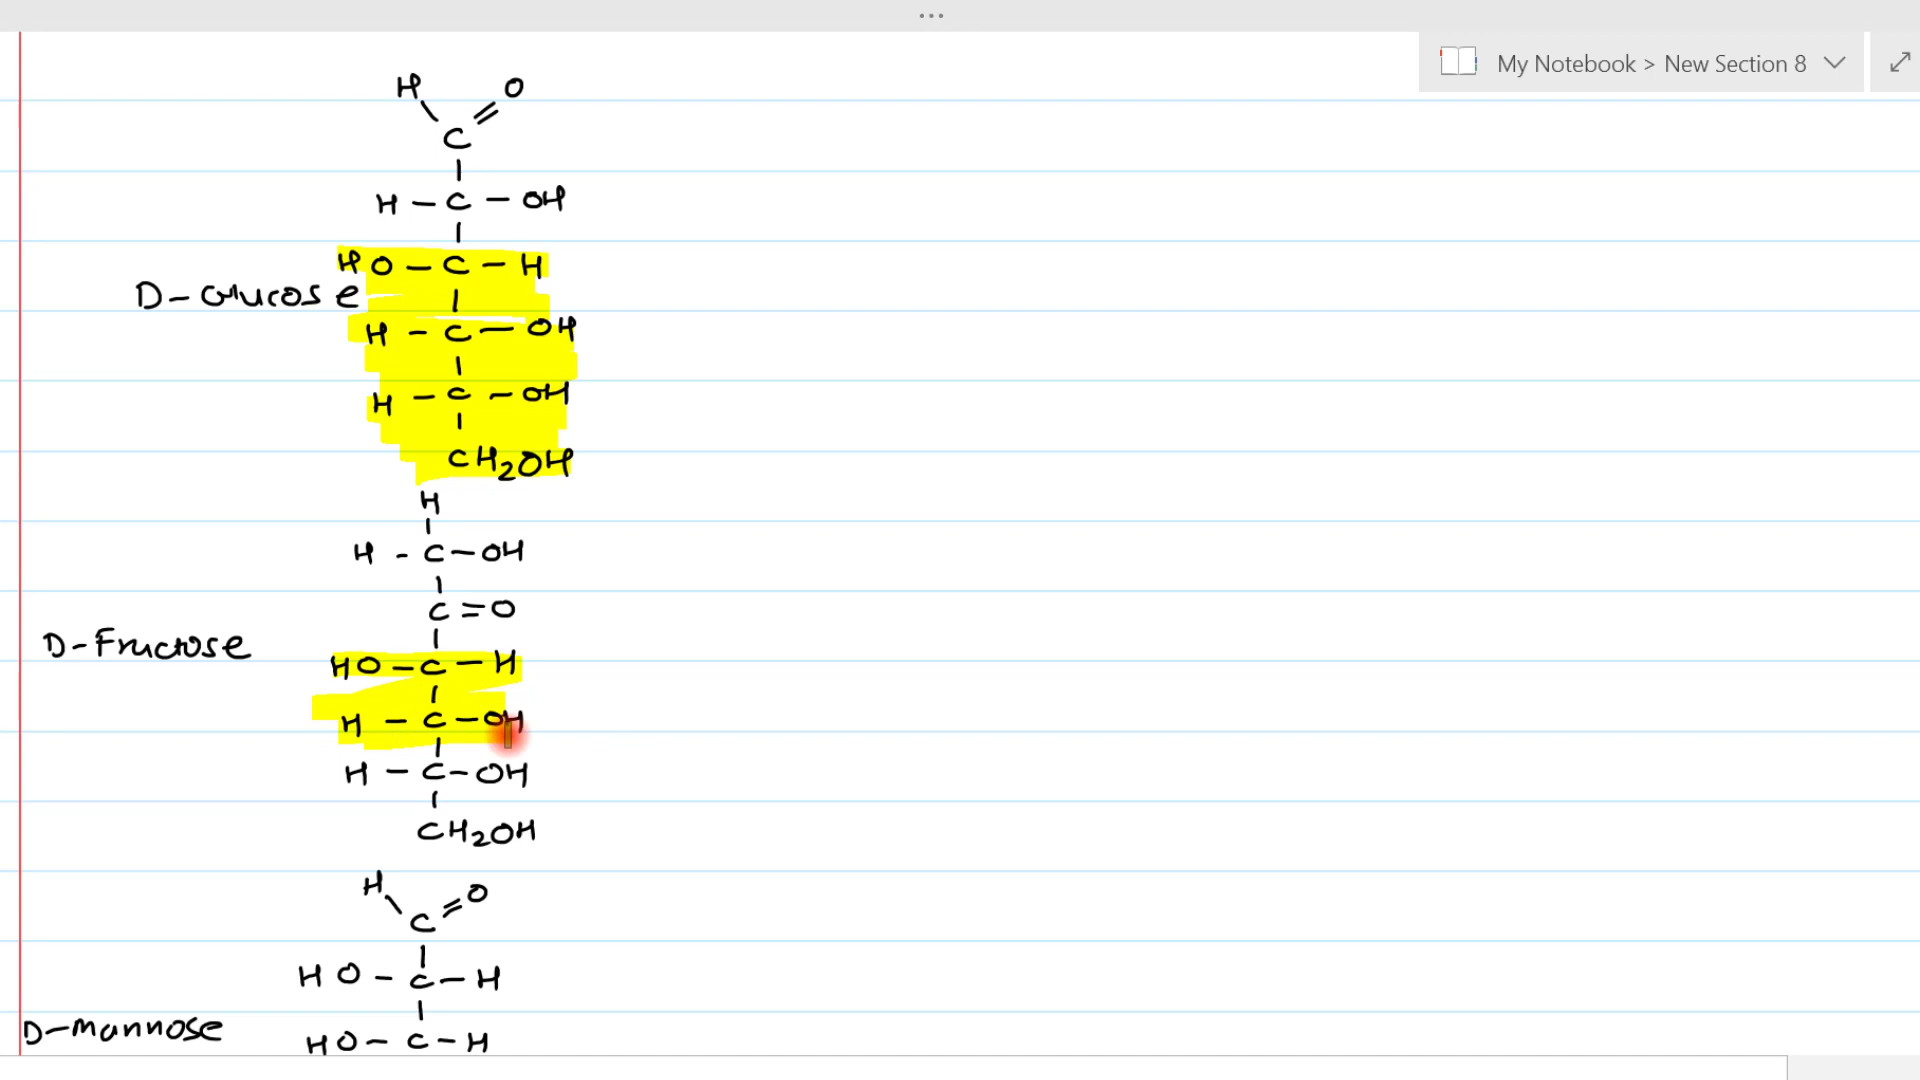 ...
My Notebook > New Section 8
H O
C
H - C - OH
HO - C - H
D-Glucose
H - C - OH
H - C - OH
CH2OH
H
H - C - OH
C = O
D-Fructose
HO - C - H
H - C - OH
H - C - OH
CH2OH
H O
C
HO - C - H
D-mannose
HO - C - H